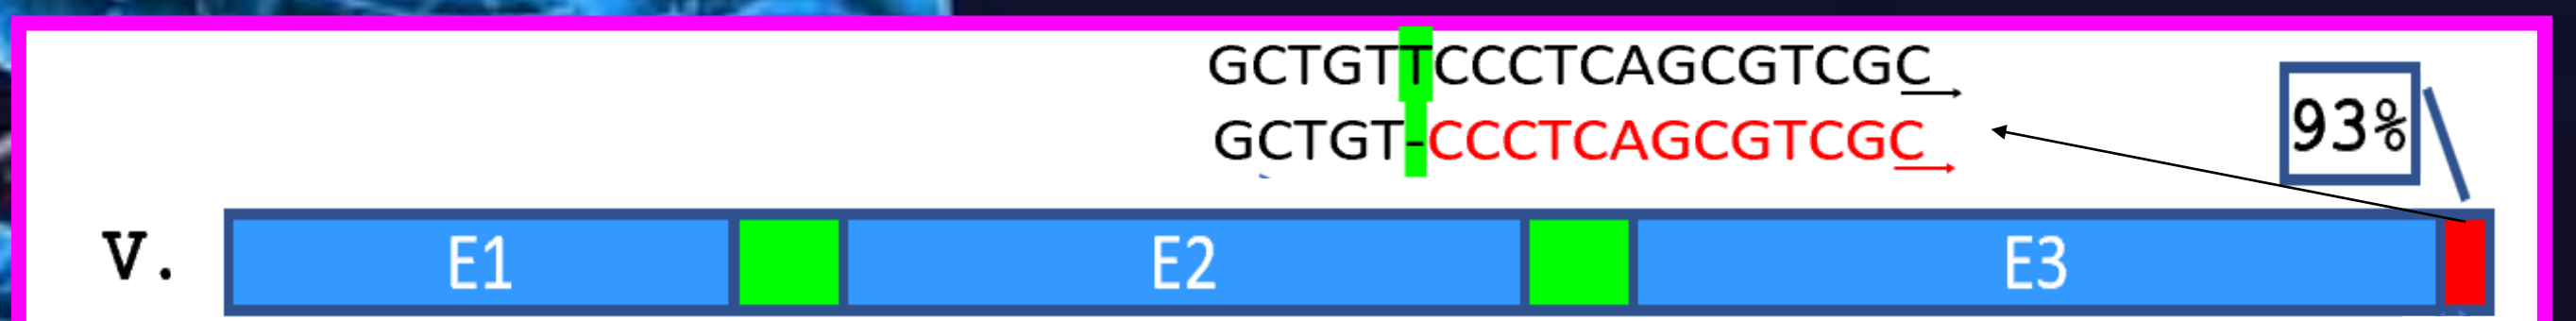 GCTGTTCCCTCAGCGTCGC
GCTGT-CCCTCAGCGTCGC
93%
V. E1 E2 E3